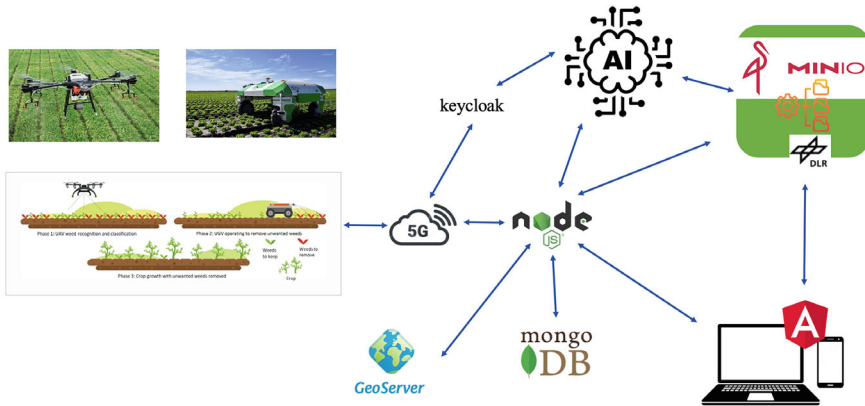 AI
MINIO
keycloak
DLR
Phase 1: UAV weed recognition and classification
Phase 2: UGV operating to remove unwanted weeds
Weeds to
keep
Weeds to
remove
Crop
Phase 3: Crop growth with unwanted weeds removed
5G
node
JS
GeoServer
mongo
DB
A